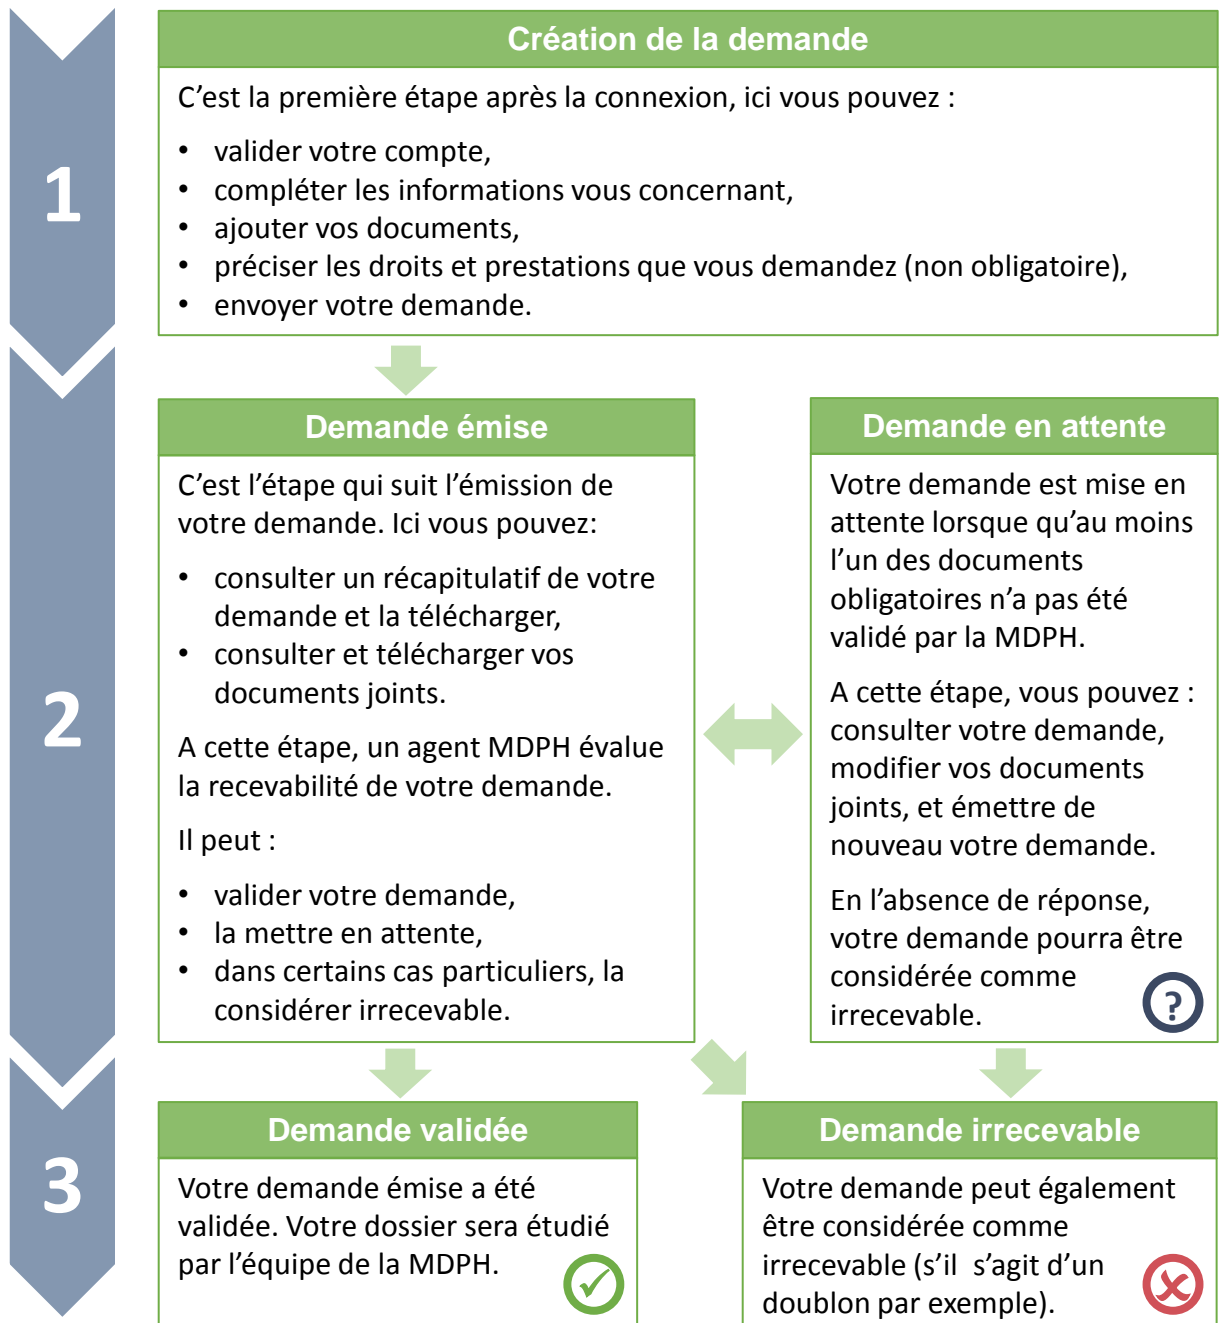 1
Création de la demande
C’est la première étape après la connexion, ici vous pouvez :
• valider votre compte,
• compléter les informations vous concernant,
• ajouter vos documents,
• préciser les droits et prestations que vous demandez (non obligatoire),
• envoyer votre demande.
2
Demande émise
C’est l’étape qui suit l’émission de
votre demande. Ici vous pouvez:
• consulter un récapitulatif de votre
demande et la télécharger,
• consulter et télécharger vos
documents joints.
A cette étape, un agent MDPH évalue
la recevabilité de votre demande.
Il peut :
• valider votre demande,
• la mettre en attente,
• dans certains cas particuliers, la
considérer irrecevable.
Demande en attente
Votre demande est mise en
attente lorsque qu’au moins
l’un des documents
obligatoires n’a pas été
validé par la MDPH.
A cette étape, vous pouvez :
consulter votre demande,
modifier vos documents
joints, et émettre de
nouveau votre demande.
En l’absence de réponse,
votre demande pourra être
considérée comme
irrecevable.
?
3
Demande validée
Votre demande émise a été
validée. Votre dossier sera étudié
par l’équipe de la MDPH.
Demande irrecevable
Votre demande peut également
être considérée comme
irrecevable (s’il  s’agit d’un
doublon par exemple).